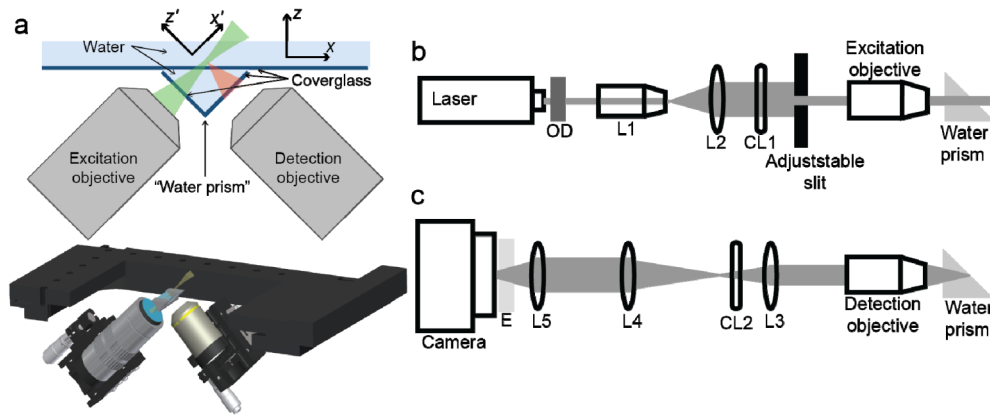 a
z'
x'
z
x
Water
Coverglass
Excitation
objective
Detection
objective
"Water prism"
b
Laser
OD
L1
L2
CL1
Adjuststable
slit
Excitation
objective
Water
prism
c
Camera
E
L5
L4
CL2
L3
Detection
objective
Water
prism